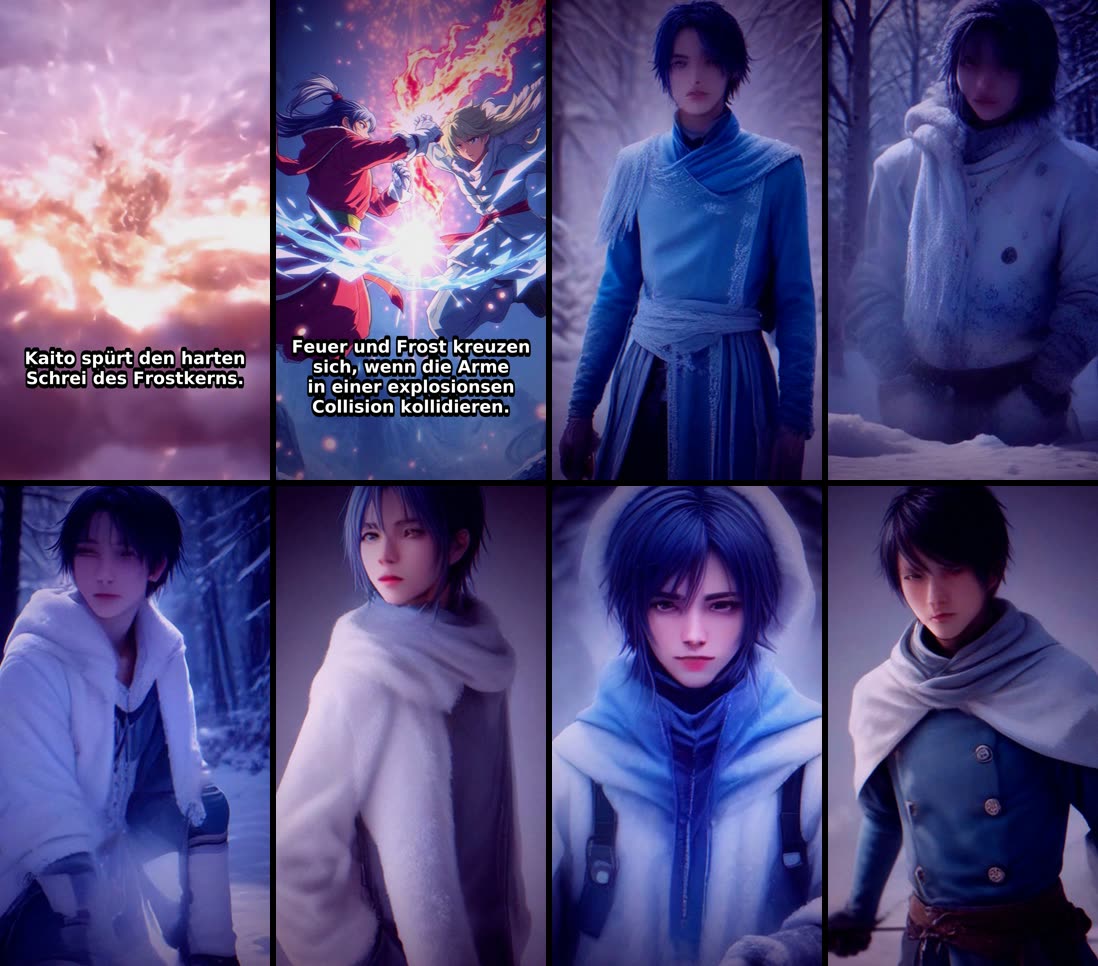 Kaito spürt den harten
Schrei des Frostkerns.
Feuer und Frost kreuzen
sich, wenn die Arme
in einer explosionsen
Collision kollidieren.